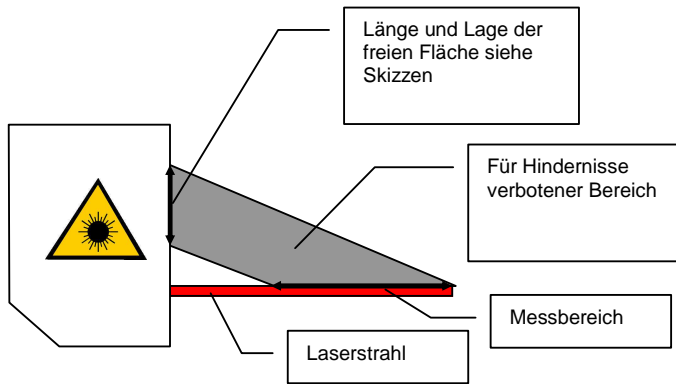 Länge und Lage der
freien Fläche siehe
Skizzen
Für Hindernisse
verbotener Bereich
Messbereich
Laserstrahl